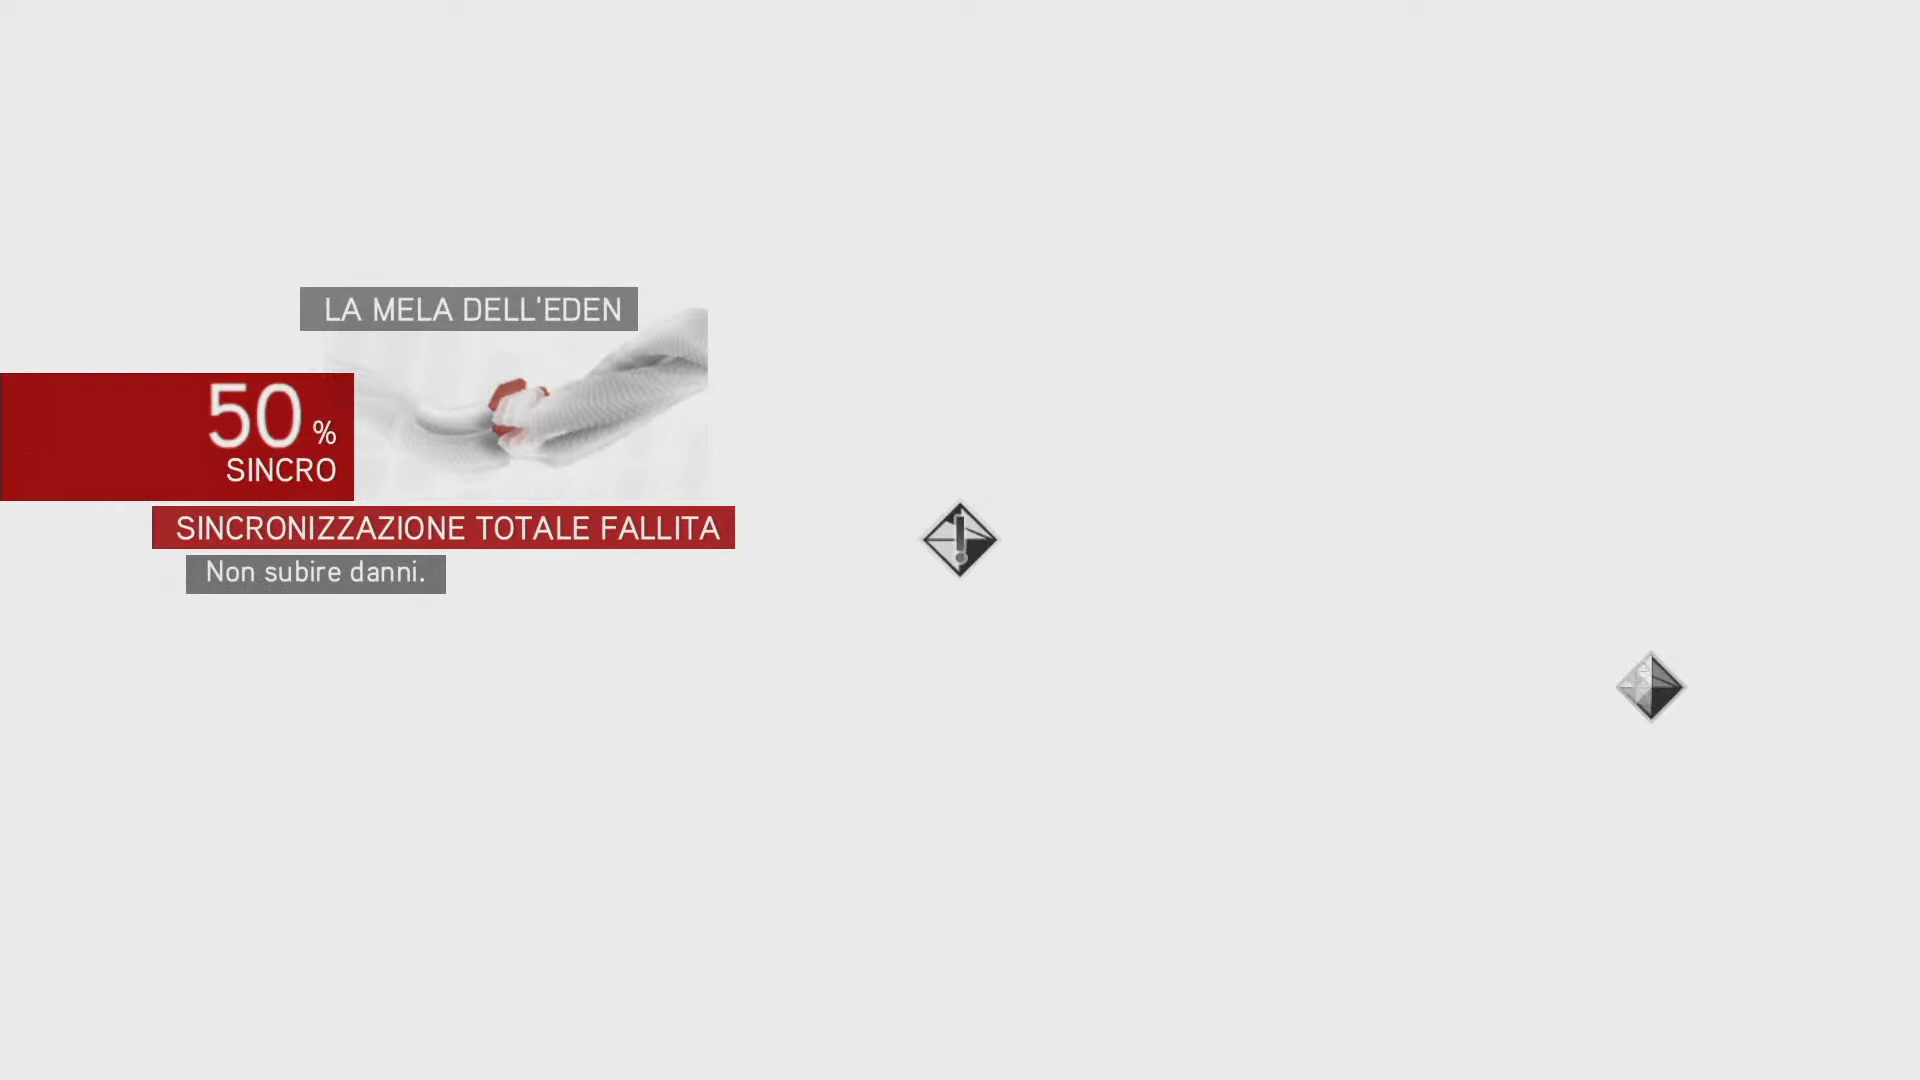 LA MELA DELL'EDEN
50 %
SINCRO
SINCRONIZZAZIONE TOTALE FALLITA
Non subire danni.